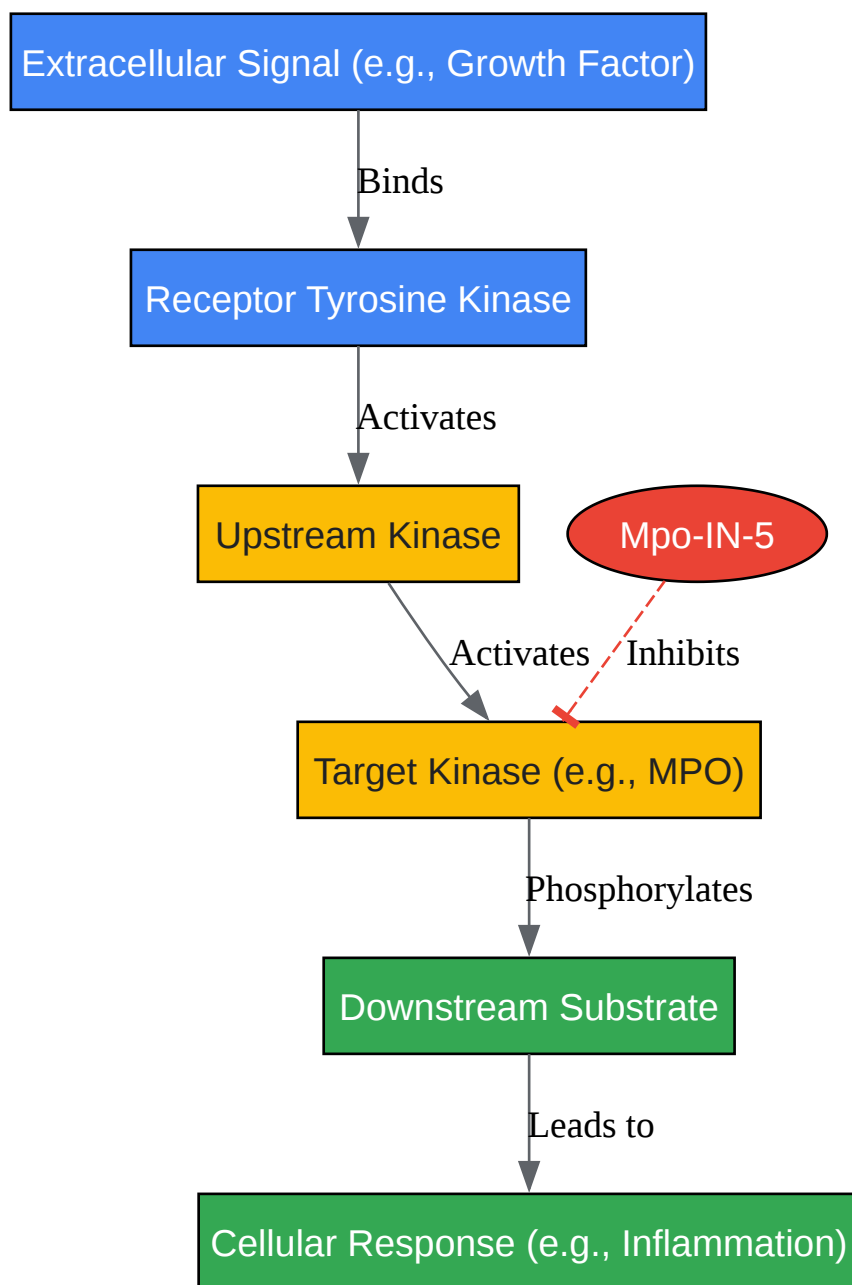 Extracellular Signal (e.g., Growth Factor)
Binds
Receptor Tyrosine Kinase
Activates
Upstream Kinase
Mpo-IN-5
Activates
Inhibits
Target Kinase (e.g., MPO)
Phosphorylates
Downstream Substrate
Leads to
Cellular Response (e.g., Inflammation)